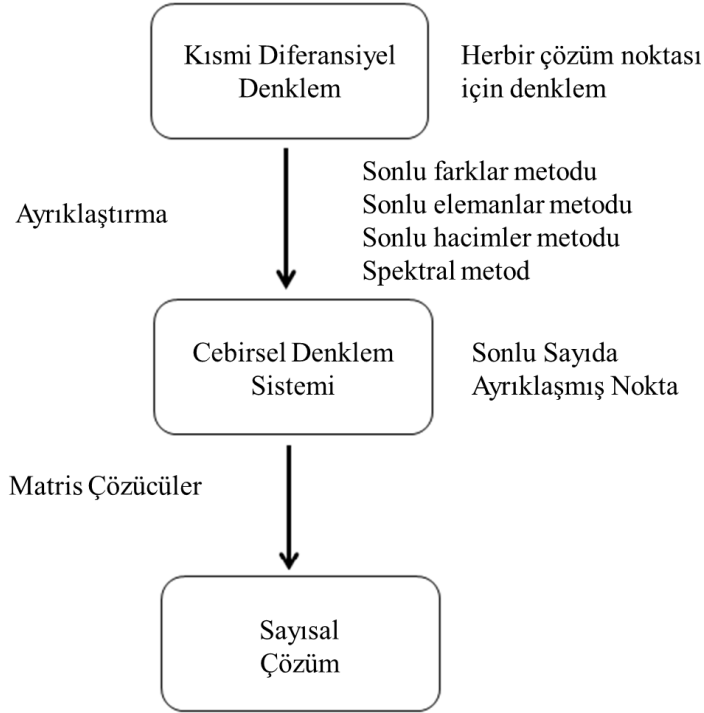 Kısmi Diferansiyel
Denklem
Herbir çözüm noktası
için denklem
Ayrıklaştırma
Sonlu farklar metodu
Sonlu elemanlar metodu
Sonlu hacimler metodu
Spektral metod
Cebirsel Denklem
Sistemi
Sonlu Sayıda
Ayrıklaşmış Nokta
Matris Çözücüler
Sayısal
Çözüm